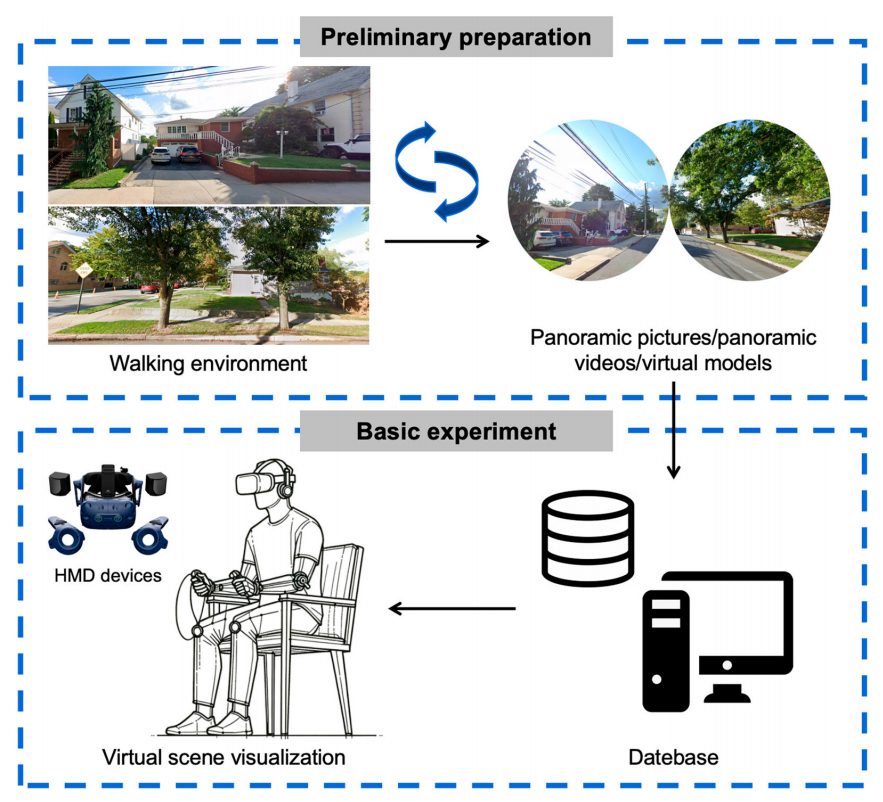 Preliminary preparation
Walking environment
Panoramic pictures/panoramic
videos/virtual models
Basic experiment
HMD devices
Virtual scene visualization
Datebase